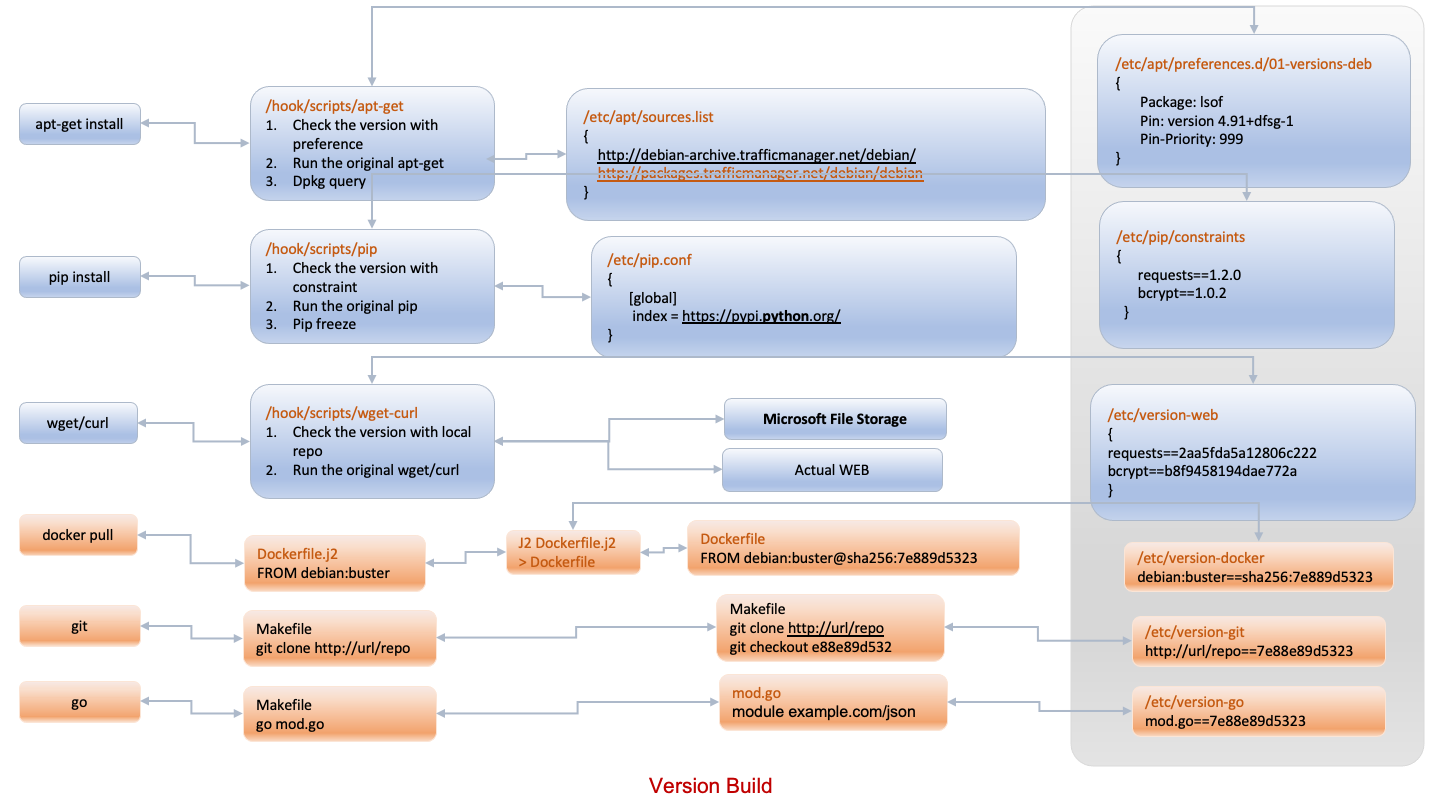 apt-get install
/hook/scripts/apt-get
1. Check the version with
preference
2. Run the original apt-get
3. Dpkg query
/etc/apt/sources.list
{
http://debian-archive.trafficmanager.net/debian/
http://packages.trafficmanager.net/debian/debian
}
/etc/apt/preferences.d/01-versions-deb
{
Package: lsof
Pin: version 4.91+dfsg-1
Pin-Priority: 999
}
pip install
/hook/scripts/pip
1. Check the version with
constraint
2. Run the original pip
3. Pip freeze
/etc/pip.conf
{
[global]
index = https://pypi.python.org/
}
/etc/pip/constraints
{
requests==1.2.0
bcrypt==1.0.2
}
wget/curl
/hook/scripts/wget-curl
1. Check the version with local
repo
2. Run the original wget/curl
Microsoft File Storage
Actual WEB
/etc/version-web
{
requests==2aa5fda5a12806c222
bcrypt==b8f9458194dae772a
}
docker pull
Dockerfile.j2
FROM debian:buster
J2 Dockerfile.j2
> Dockerfile
Dockerfile
FROM debian:buster@sha256:7e889d5323
/etc/version-docker
debian:buster==sha256:7e889d5323
git
Makefile
git clone http://url/repo
Makefile
git clone http://url/repo
git checkout e88e89d532
/etc/version-git
http://url/repo==7e88e89d5323
go
Makefile
go mod.go
mod.go
module example.com/json
/etc/version-go
mod.go==7e88e89d5323
Version Build